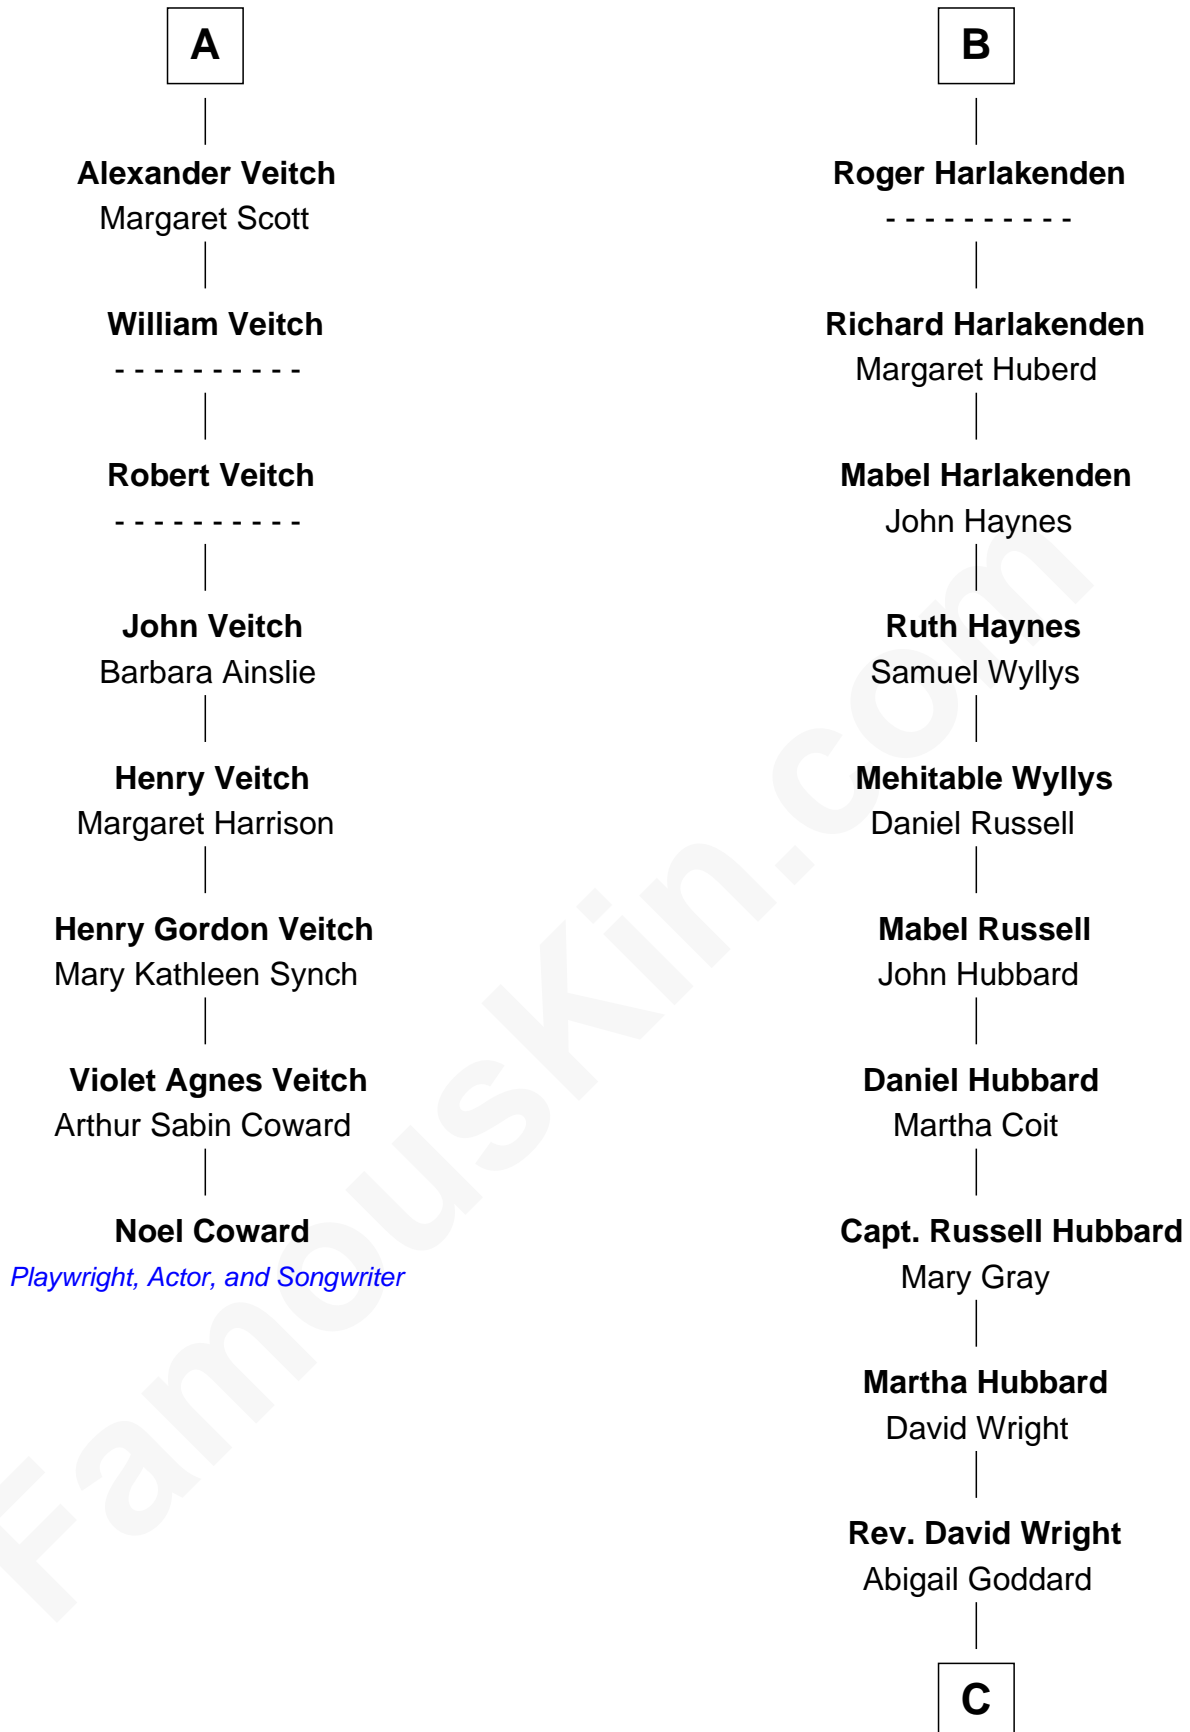 A
Alexander Veitch
Margaret Scott
William Veitch
- - - - - - - - - -
Robert Veitch
- - - - - - - - - -
John Veitch
Barbara Ainslie
Henry Veitch
Margaret Harrison
Henry Gordon Veitch
Mary Kathleen Synch
Violet Agnes Veitch
Arthur Sabin Coward
Noel Coward
Playwright, Actor, and Songwriter
B
Roger Harlakenden
- - - - - - - - - -
Richard Harlakenden
Margaret Huberd
Mabel Harlakenden
John Haynes
Ruth Haynes
Samuel Wyllys
Mehitable Wyllys
Daniel Russell
Mabel Russell
John Hubbard
Daniel Hubbard
Martha Coit
Capt. Russell Hubbard
Mary Gray
Martha Hubbard
David Wright
Rev. David Wright
Abigail Goddard
C
FamousKin.com